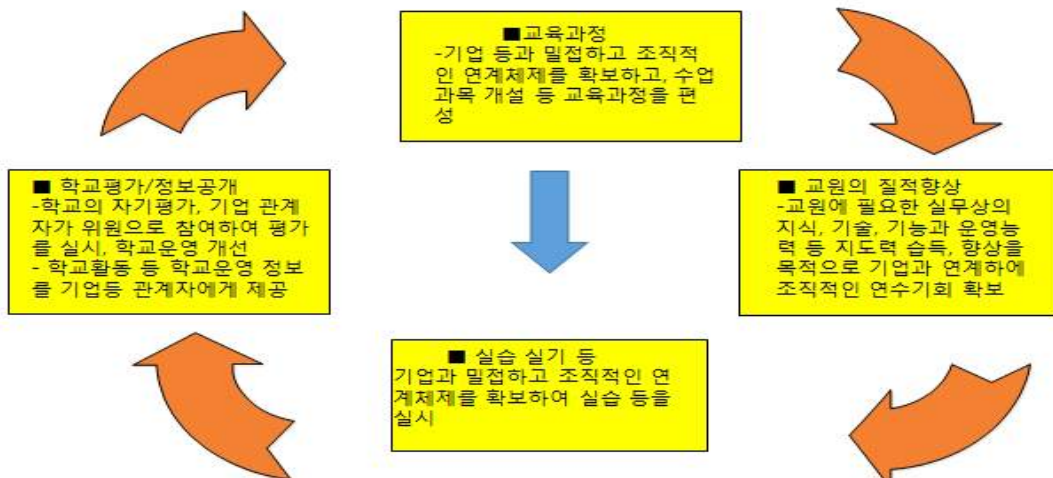 ■교육과정
-기업 등과 밀접하고 조직적
인 연계체제를 확보하고, 수업
과목 개설 등 교육과정을 편
성
■ 학교평가/정보공개
-학교의 자기평가, 기업 관계
자가 위원으로 참여하여 평가
를 실시, 학교운영 개선
- 학교활동 등 학교운영 정보
를 기업등 관계자에게 제공
■ 교원의 질적향상
-교원에 필요한 실무상의
지식, 기술, 기능과 운영능
력 등 지도력 습득, 향상을
목적으로 기업과 연계하에
조직적인 연수기회 확보
■ 실습 실기 등
기업과 밀접하고 조직적인 연
계체제를 확보하여 실습 등을
실시